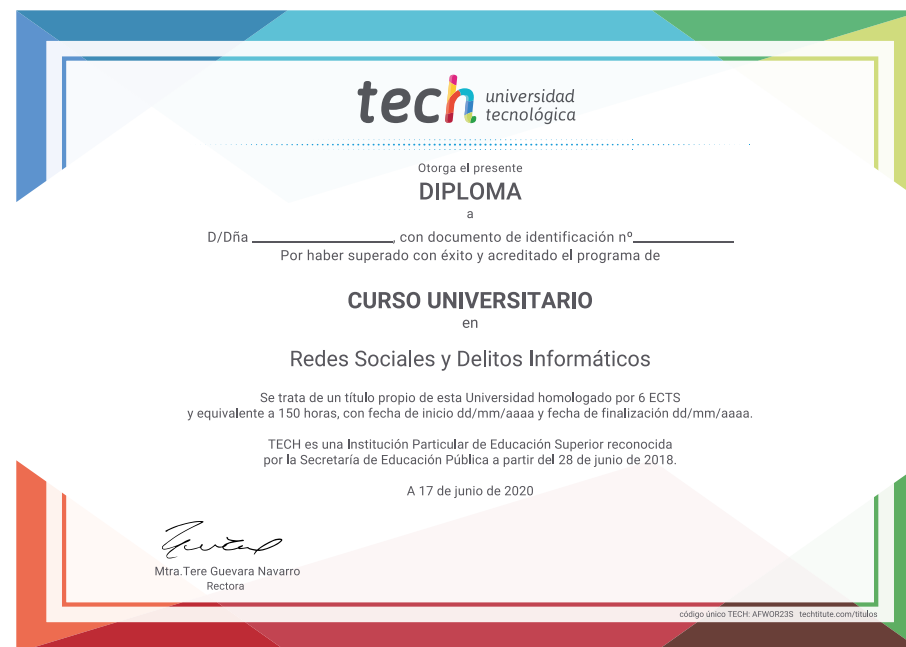 tech universidad
tecnológica
Otorga el presente
DIPLOMA
a
D/Dña ____________________, con documento de identificación nº______________
Por haber superado con éxito y acreditado el programa de
CURSO UNIVERSITARIO
en
Redes Sociales y Delitos Informáticos
Se trata de un título propio de esta Universidad homologado por 6 ECTS
y equivalente a 150 horas, con fecha de inicio dd/mm/aaaa y fecha de finalización dd/mm/aaaa.
TECH es una Institución Particular de Educación Superior reconocida
por la Secretaría de Educación Pública a partir del 28 de junio de 2018.
A 17 de junio de 2020
Mtra.Tere Guevara Navarro
Rectora
código único TECH: AFWOR23S techtitute.com/titulos